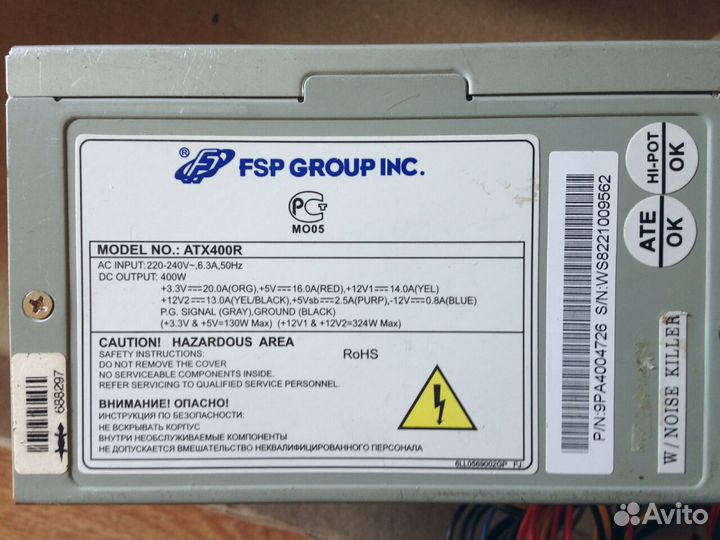 ® FSP GROUP INC.
РСТ
МО05
MODEL NO.: ATX400R
AC INPUT: 220-240V~,6.3A,50Hz
DC OUTPUT: 400W
+3.3V⎓20.0A(ORG),+5V⎓16.0A(RED),+12V1⎓14.0A(YEL)
+12V2⎓13.0A(YEL/BLACK),+5Vsb⎓2.5A(PURP),-12V⎓0.8A(BLUE)
P.G. SIGNAL (GRAY),GROUND (BLACK)
(+3.3V & +5V=130W Max) (+12V1 & +12V2=324W Max)
CAUTION! HAZARDOUS AREA
SAFETY INSTRUCTIONS:
DO NOT REMOVE THE COVER
NO SERVICEABLE COMPONENTS INSIDE.
REFER SERVICING TO QUALIFIED SERVICE PERSONNEL.
RoHS
ВНИМАНИЕ! ОПАСНО!
ИНСТРУКЦИЯ ПО БЕЗОПАСНОСТИ:
НЕ ВСКРЫВАТЬ КОРПУС
ВНУТРИ НЕОБСЛУЖИВАЕМЫЕ КОМПОНЕНТЫ
НЕ ДОПУСКАЕТСЯ ВМЕШАТЕЛЬСТВО НЕКВАЛИФИЦИРОВАННОГО ПЕРСОНАЛА
6LL0569002GP FJ
688297
P/N:9PA4004726 S/N:WS8221009562
HI-POT
OK
ATE
OK
W/ NOISE KILLER
Avito